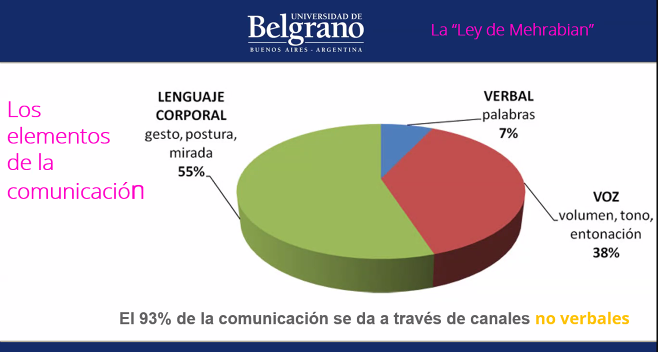 UNIVERSIDAD DE
Belgrano
BUENOS AIRES - ARGENTINA
La “Ley de Mehrabian”
Los
elementos
de la
comunicación
LENGUAJE
CORPORAL
gesto, postura,
mirada
55%
VERBAL
palabras
7%
VOZ
volumen, tono,
entonación
38%
El 93% de la comunicación se da a través de canales no verbales